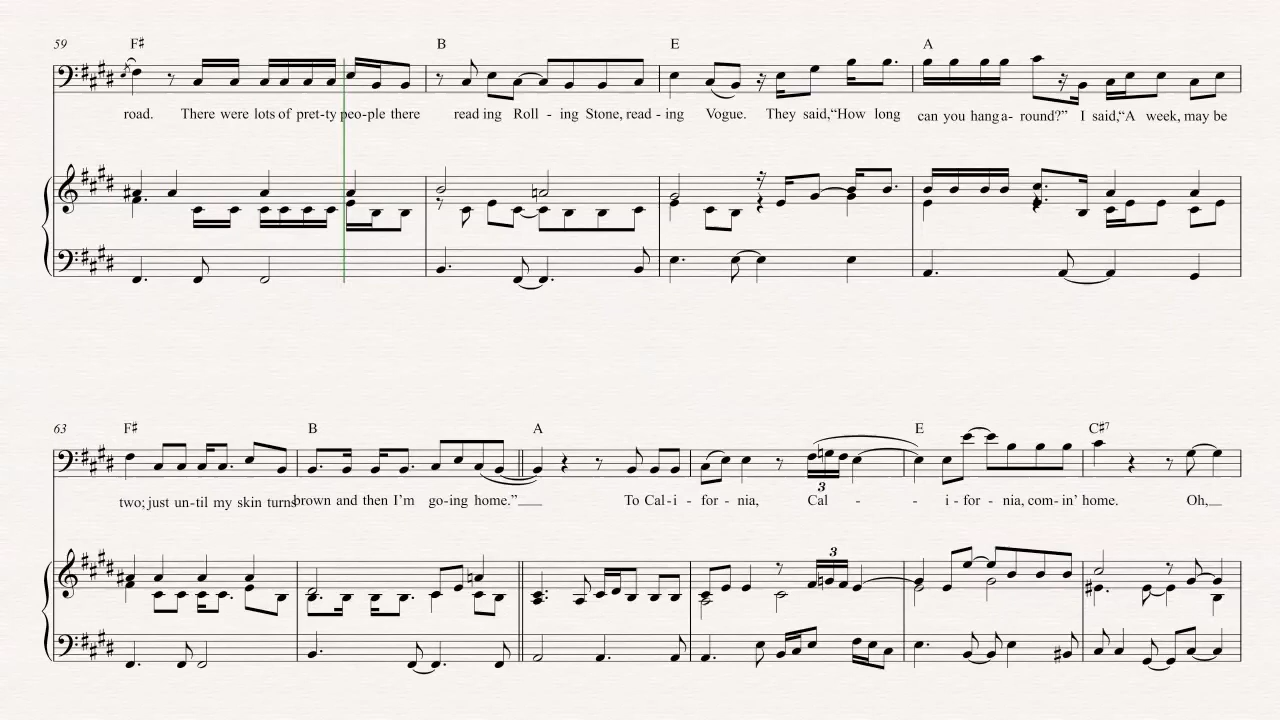 59 F# B E A
road. There were lots of pret-ty peo-ple there read ing Roll - ing Stone, read - ing Vogue. They said,“How long can you hang a- round?” I said,“A week, may be
63 F# B A E C#7
3
two; just un-til my skin turns brown and then I’m go-ing home.” To Cal-i - for - nia, Cal - - i - for - nia, com- in’ home. Oh,
3